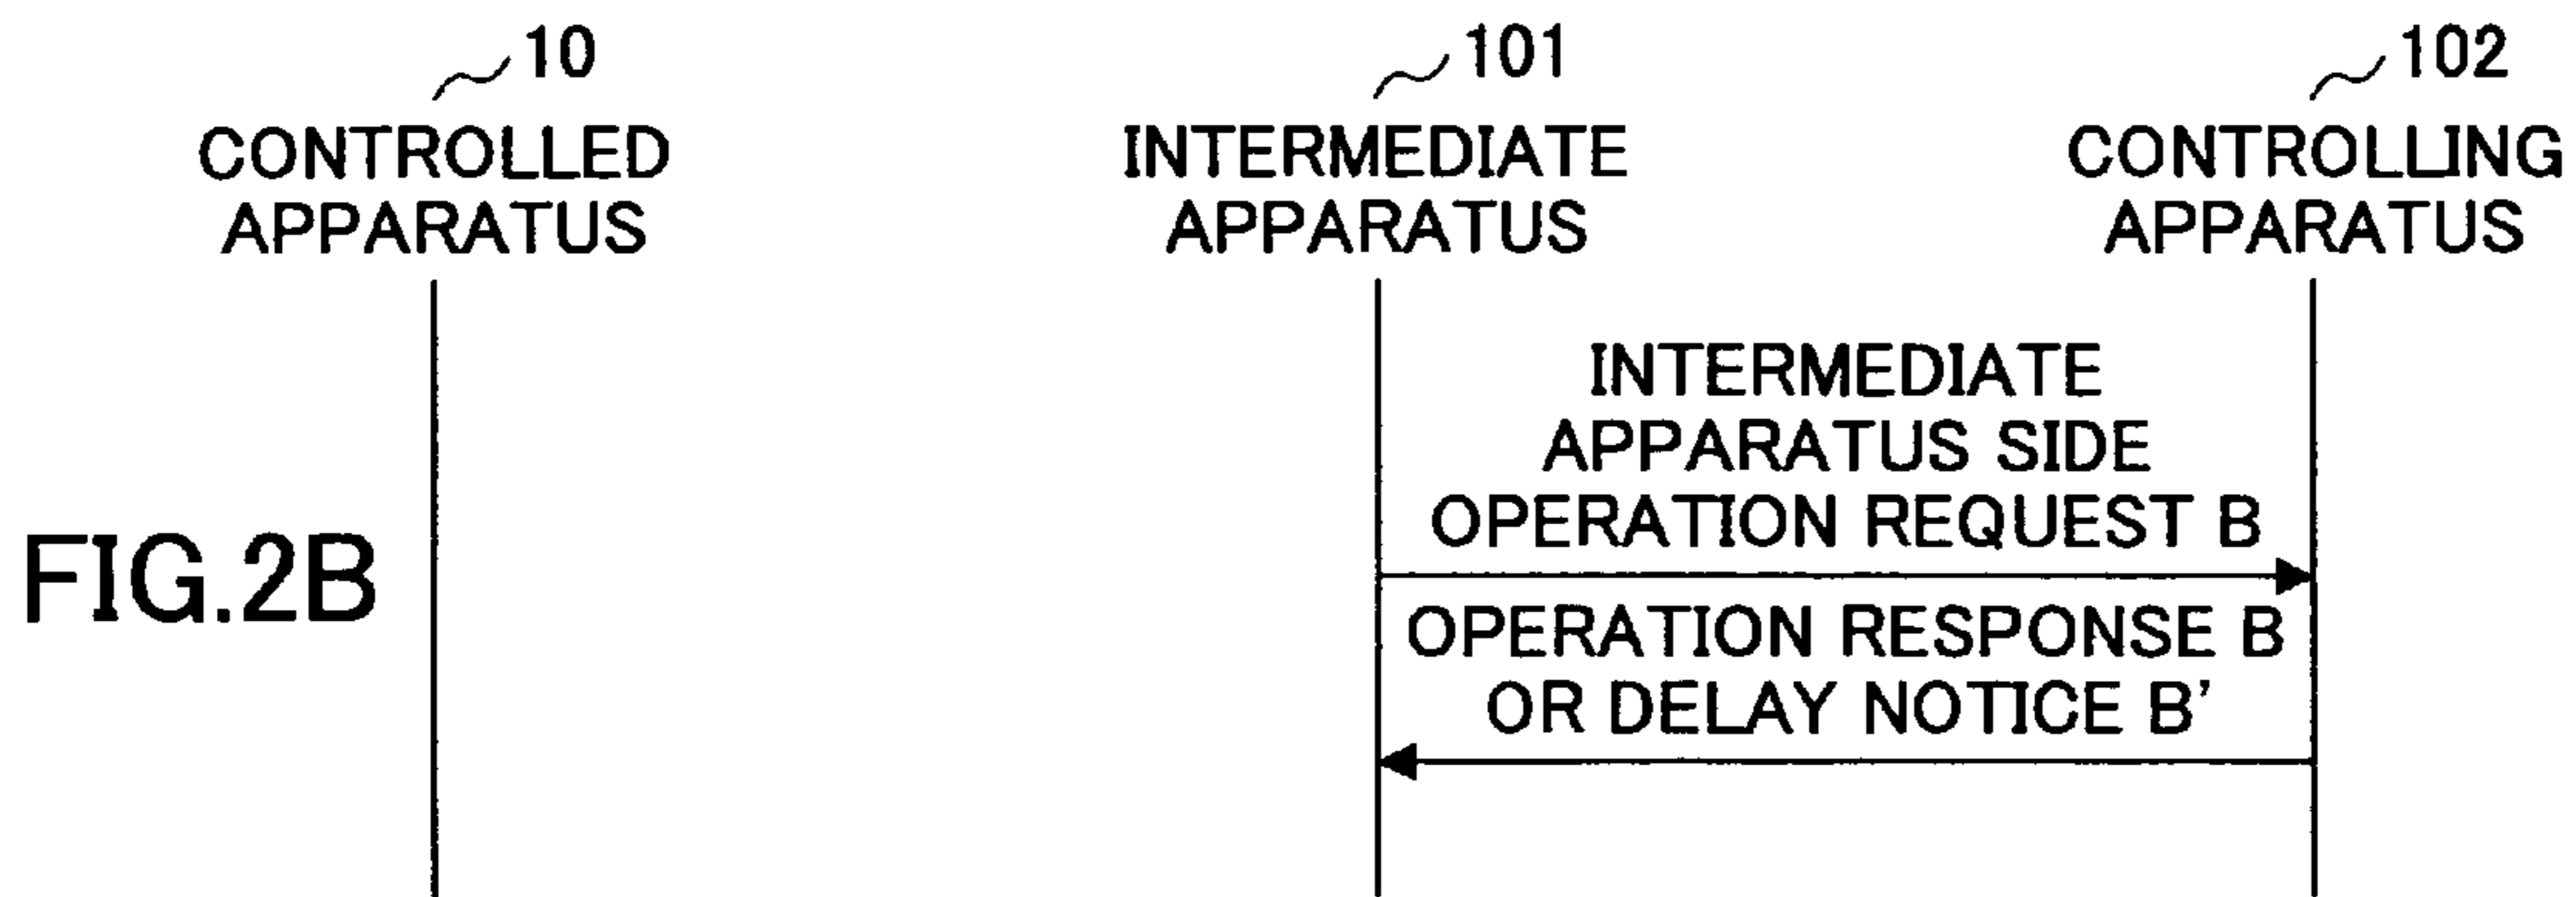 10
101
102
CONTROLLED
APPARATUS
INTERMEDIATE
APPARATUS
CONTROLLING
APPARATUS
INTERMEDIATE
APPARATUS SIDE
OPERATION REQUEST B
OPERATION RESPONSE B
OR DELAY NOTICE B'
FIG.2B